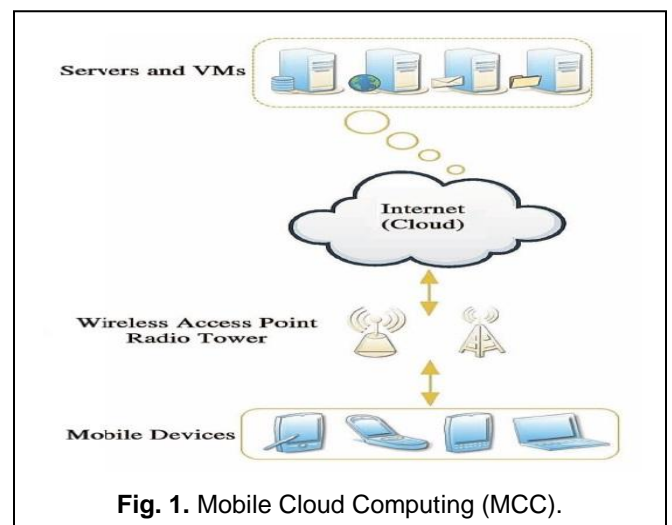 Servers and VMs
Internet
(Cloud)
Wireless Access Point
Radio Tower
Mobile Devices
Fig. 1. Mobile Cloud Computing (MCC).